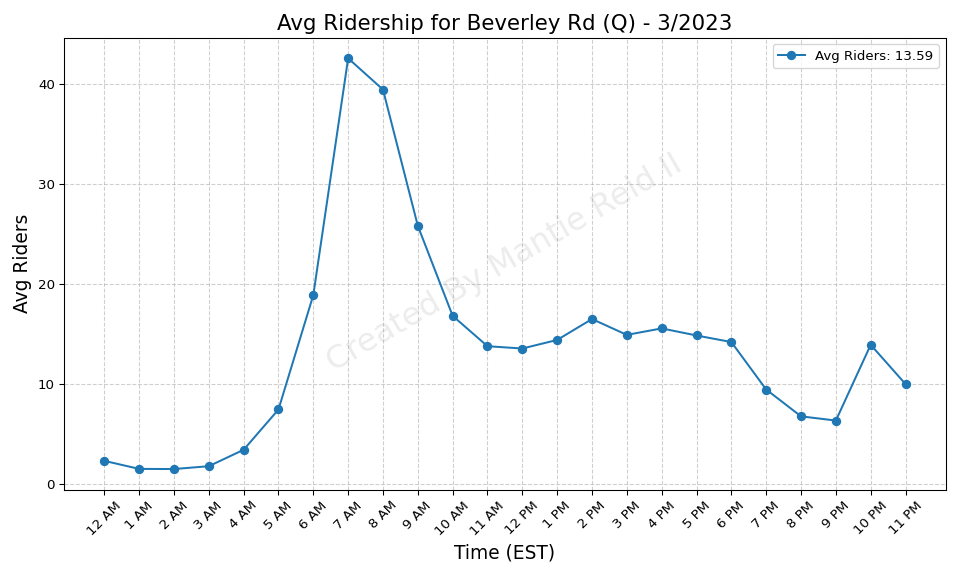 Avg Ridership for Beverley Rd (Q) - 3/2023
Avg Riders: 13.59
Avg Riders
40
30
20
10
0
Created By Mantie Reid II
12 AM
1 AM
2 AM
3 AM
4 AM
5 AM
6 AM
7 AM
8 AM
9 AM
10 AM
11 AM
12 PM
1 PM
2 PM
3 PM
4 PM
5 PM
6 PM
7 PM
8 PM
9 PM
10 PM
11 PM
Time (EST)